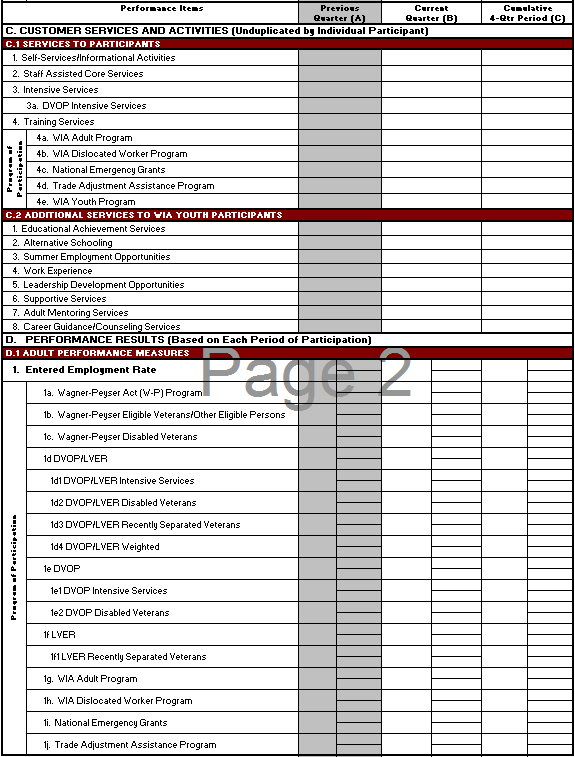 Performance Items
Previous
Quarter (A)
Current
Quarter (B)
Cumulative
4-Qtr Period (C)
C. CUSTOMER SERVICES AND ACTIVITIES (Unduplicated by Individual Participant)
C.1 SERVICES TO PARTICIPANTS
1. Self-Services/Informational Activities
2. Staff Assisted Core Services
3. Intensive Services
3a. DVOP Intensive Services
4. Training Services
Program of
Participation
4a. WIA Adult Program
4b. WIA Dislocated Worker Program
4c. National Emergency Grants
4d. Trade Adjustment Assistance Program
4e. WIA Youth Program
C.2 ADDITIONAL SERVICES TO WIA YOUTH PARTICIPANTS
1. Educational Achievement Services
2. Alternative Schooling
3. Summer Employment Opportunities
4. Work Experience
5. Leadership Development Opportunities
6. Supportive Services
7. Adult Mentoring Services
8. Career Guidance/Counseling Services
D. PERFORMANCE RESULTS (Based on Each Period of Participation)
D.1 ADULT PERFORMANCE MEASURES
Page 2
1. Entered Employment Rate
Program of Participation
1a. Wagner-Peyser Act (W-P) Program
1b. Wagner-Peyser Eligible Veterans/Other Eligible Persons
1c. Wagner-Peyser Disabled Veterans
1d DVOP/LVER
1d1 DVOP/LVER Intensive Services
1d2 DVOP/LVER Disabled Veterans
1d3 DVOP/LVER Recently Separated Veterans
1d4 DVOP/LVER Weighted
1e DVOP
1e1 DVOP Intensive Services
1e2 DVOP Disabled Veterans
1f LVER
1f1 LVER Recently Separated Veterans
1g. WIA Adult Program
1h. WIA Dislocated Worker Program
1i. National Emergency Grants
1j. Trade Adjustment Assistance Program